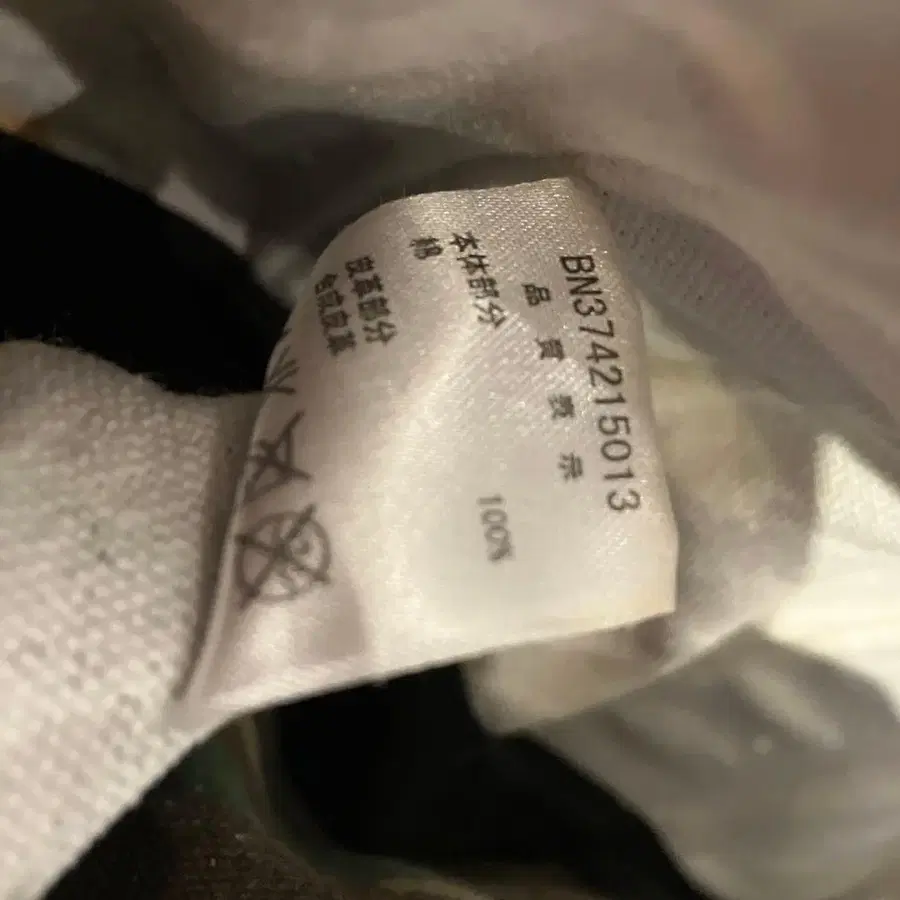 BN374215013
品質表示
本体部分
綿 100%
皮革部分
合成皮革